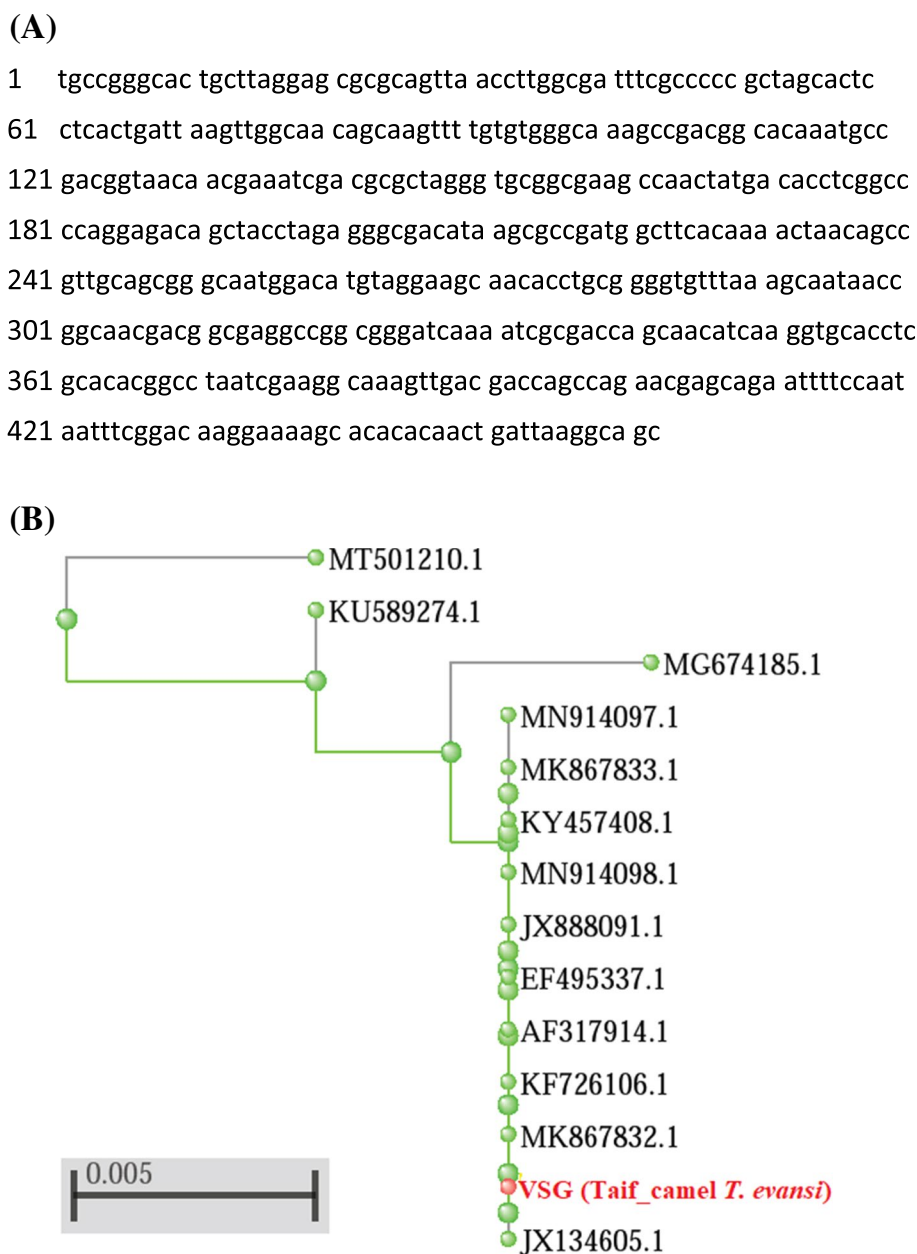 (A)
1 tgccgggcac tgcttaggag cgcgcagtta accttggcga tttcgccccc gctagcactc
61 ctcactgatt aagttggcaa cagcaagttt tgtgtgggca aagccgacgg cacaaatgcc
121 gacggtaaca acgaaatcga cgcgctaggg tgcggcgaag ccaactatga cacctcggcc
181 ccaggagaca gctacctaga gggcgacata agcgccgatg gcttcacaaa actaacagcc
241 gttgcagcgg gcaatggaca tgtaggaagc aacacctgcg gggtgtttaa agcaataacc
301 ggcaacgacg gcgaggccgg cgggatcaaa atcgcgacca gcaacatcaa ggtgcacctc
361 gcacacggcc taatcgaagg caaagttgac gaccagccag aacgagcaga attttccaat
421 aatttcggac aaggaaaagc acacacaact gattaaggca gc
(B)
MT501210.1
KU589274.1
MG674185.1
MN914097.1
MK867833.1
KY457408.1
MN914098.1
JX888091.1
EF495337.1
AF317914.1
KF726106.1
MK867832.1
0.005
VSG (Taif_camel T. evansi)
JX134605.1